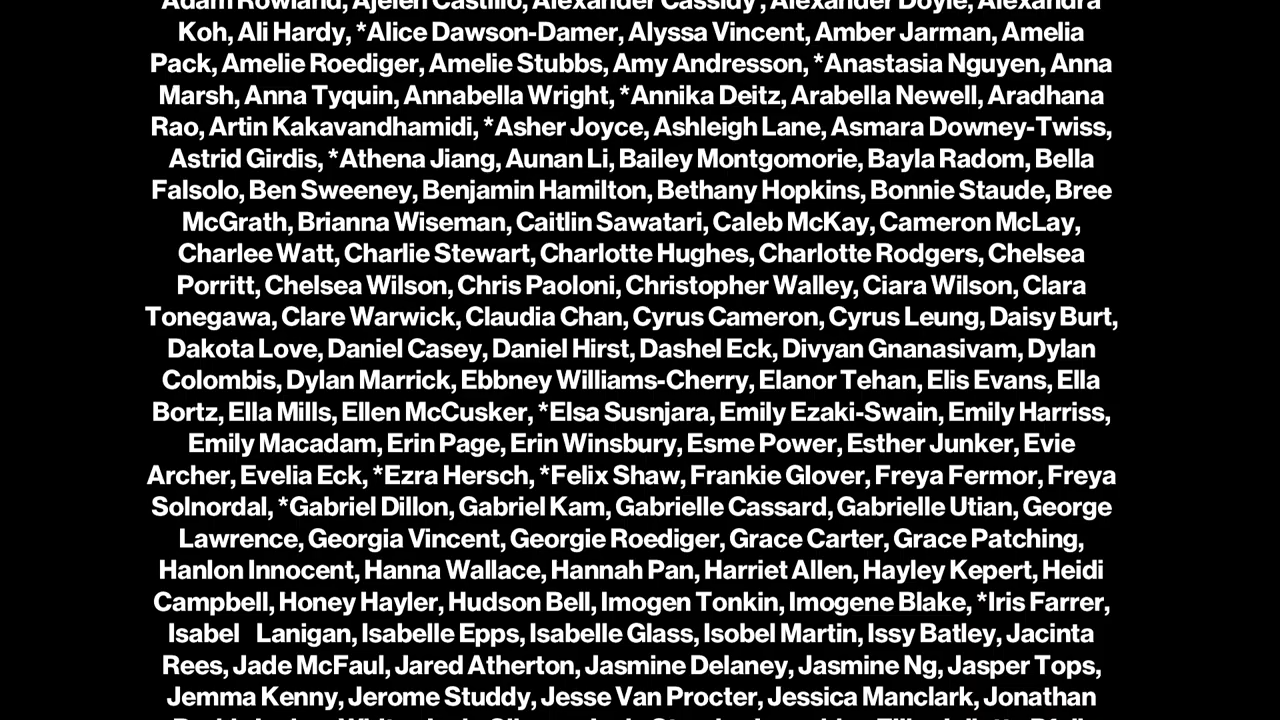 Adam Rowland, Ajelen Castillo, Alexander Cassidy, Alexander Doyle, Alexandra
Koh, Ali Hardy, *Alice Dawson-Damer, Alyssa Vincent, Amber Jarman, Amelia
Pack, Amelie Roediger, Amelie Stubbs, Amy Andresson, *Anastasia Nguyen, Anna
Marsh, Anna Tyquin, Annabella Wright, *Annika Deitz, Arabella Newell, Aradhana
Rao, Artin Kakavandhamidi, *Asher Joyce, Ashleigh Lane, Asmara Downey-Twiss,
Astrid Girdis, *Athena Jiang, Aunan Li, Bailey Montgomorie, Bayla Radom, Bella
Falsolo, Ben Sweeney, Benjamin Hamilton, Bethany Hopkins, Bonnie Staude, Bree
McGrath, Brianna Wiseman, Caitlin Sawatari, Caleb McKay, Cameron McLay,
Charlee Watt, Charlie Stewart, Charlotte Hughes, Charlotte Rodgers, Chelsea
Porritt, Chelsea Wilson, Chris Paoloni, Christopher Walley, Ciara Wilson, Clara
Tonegawa, Clare Warwick, Claudia Chan, Cyrus Cameron, Cyrus Leung, Daisy Burt,
Dakota Love, Daniel Casey, Daniel Hirst, Dashel Eck, Divyan Gnanasivam, Dylan
Colombis, Dylan Marrick, Ebbney Williams-Cherry, Elanor Tehan, Elis Evans, Ella
Bortz, Ella Mills, Ellen McCusker, *Elsa Susnjara, Emily Ezaki-Swain, Emily Harriss,
Emily Macadam, Erin Page, Erin Winsbury, Esme Power, Esther Junker, Evie
Archer, Evelia Eck, *Ezra Hersch, *Felix Shaw, Frankie Glover, Freya Fermor, Freya
Solnordal, *Gabriel Dillon, Gabriel Kam, Gabrielle Cassard, Gabrielle Utian, George
Lawrence, Georgia Vincent, Georgie Roediger, Grace Carter, Grace Patching,
Hanlon Innocent, Hanna Wallace, Hannah Pan, Harriet Allen, Hayley Kepert, Heidi
Campbell, Honey Hayler, Hudson Bell, Imogen Tonkin, Imogene Blake, *Iris Farrer,
Isabel Lanigan, Isabelle Epps, Isabelle Glass, Isobel Martin, Issy Batley, Jacinta
Rees, Jade McFaul, Jared Atherton, Jasmine Delaney, Jasmine Ng, Jasper Tops,
Jemma Kenny, Jerome Studdy, Jesse Van Procter, Jessica Manclark, Jonathan